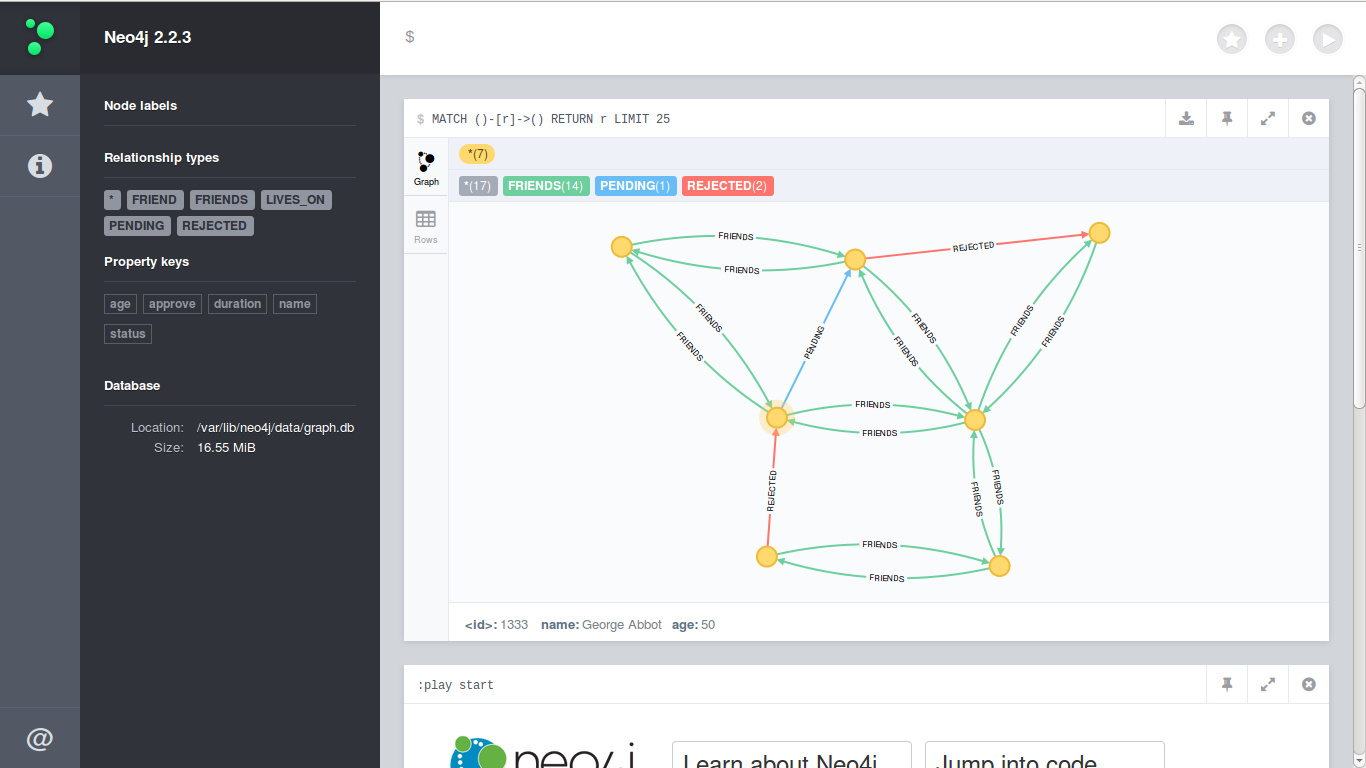 Neo4j 2.2.3
$
Node labels
Relationship types
* FRIEND FRIENDS LIVES_ON
PENDING REJECTED
Property keys
age approve duration name
status
Database
Location: /var/lib/neo4j/data/graph.db
Size: 16.55 MiB
@
$ MATCH ()-[r]->() RETURN r LIMIT 25
Graph
Rows
*(7)
*(17) FRIENDS(14) PENDING(1) REJECTED(2)
FRIENDS
REJECTED
FRIENDS
FRIENDS
FRIENDS
FRIENDS
FRIENDS
PENDING
FRIENDS
FRIENDS
FRIENDS
FRIENDS
FRIENDS
REJECTED
FRIENDS
FRIENDS
FRIENDS
FRIENDS
<id>: 1333 name: George Abbot age: 50
:play start
neo4j
Learn about Neo4j
Jump into code